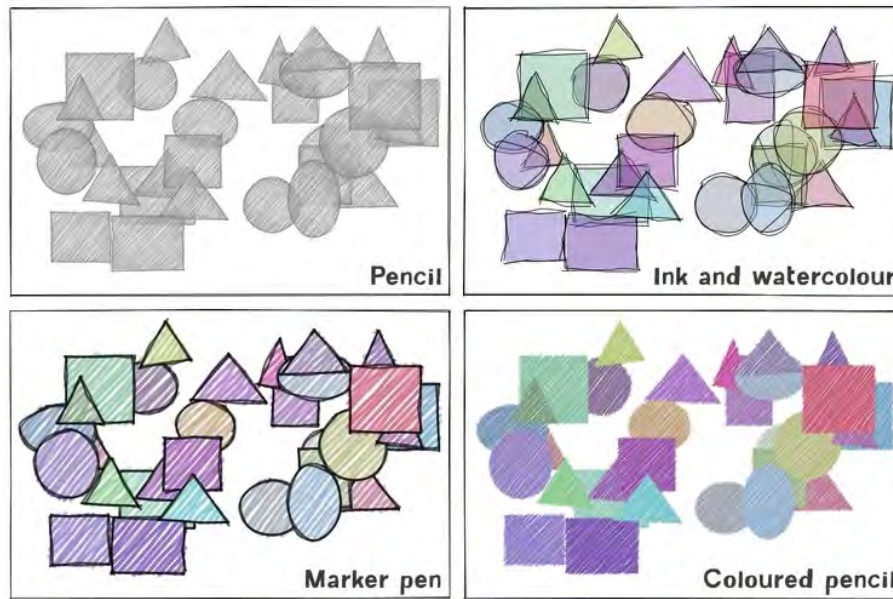 Pencil
Ink and watercolour
Marker pen
Coloured pencil